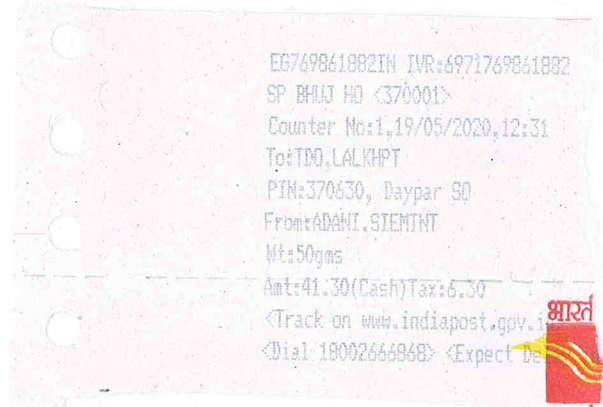 EG769861882IN IVR:6971769861882
SP BHUJ HO <370001>
Counter No:1,19/05/2020,12:31
To:TDO,LALKHPT
PIN:370630, Daypar SO
From:ADANI,SIEMINT
Wt:50gms
Amt:41.30(Cash)Tax:6.30
<Track on www.indiapost.gov.i
<Dial 18002666868> <Expect De
भारत